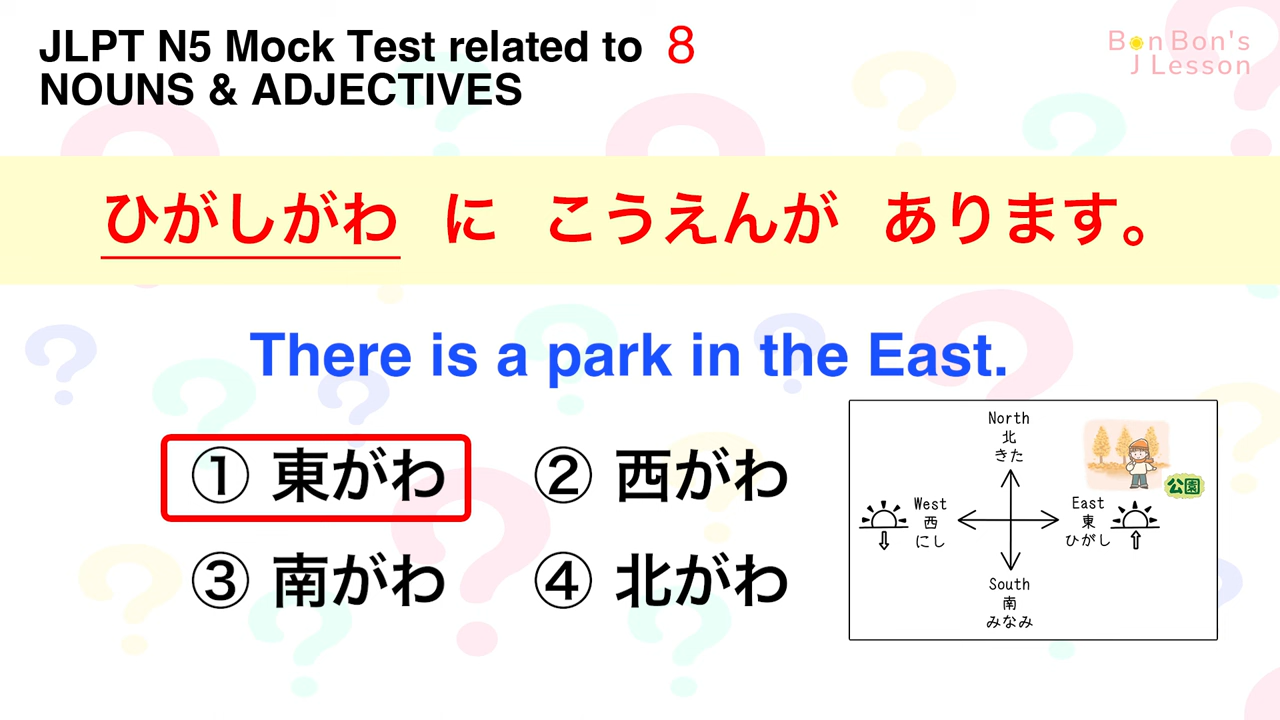 JLPT N5 Mock Test related to 8
NOUNS & ADJECTIVES
BonBon's
J Lesson
ひがしがわ に こうえんが あります。
There is a park in the East.
① 東がわ ② 西がわ
③ 南がわ ④ 北がわ
North
北
きた
公園
West
西
にし
East
東
ひがし
South
南
みなみ